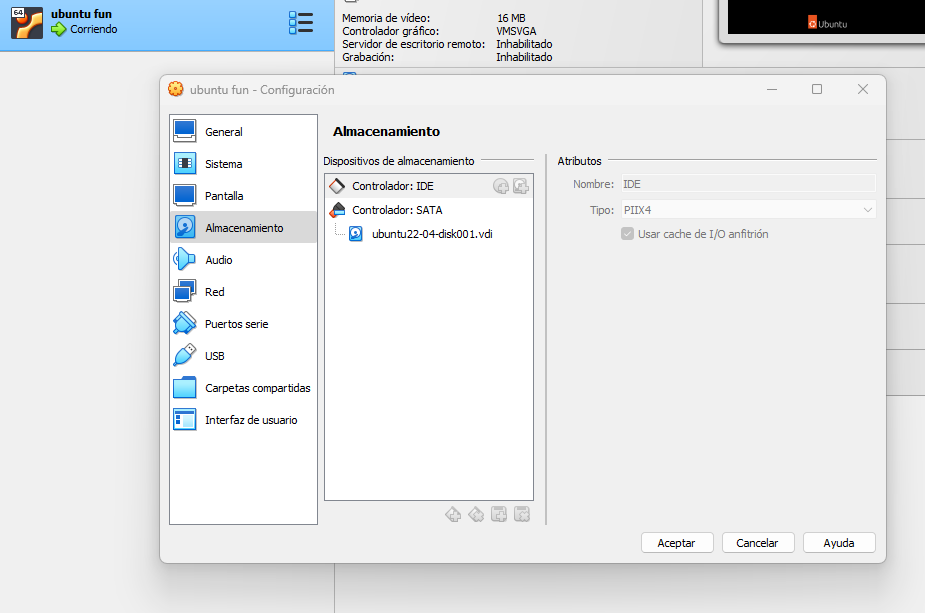 64
ubuntu fun
Corriendo
Memoria de vídeo: 16 MB
Controlador gráfico: VMSVGA
Servidor de escritorio remoto: Inhabilitado
Grabación: Inhabilitado
Ubuntu
ubuntu fun - Configuración
General
Sistema
Pantalla
Almacenamiento
Audio
Red
Puertos serie
USB
Carpetas compartidas
Interfaz de usuario
Almacenamiento
Dispositivos de almacenamiento
Controlador: IDE
Controlador: SATA
ubuntu22-04-disk001.vdi
Atributos
Nombre: IDE
Tipo: PIIX4
Usar cache de I/O anfitrión
Aceptar
Cancelar
Ayuda